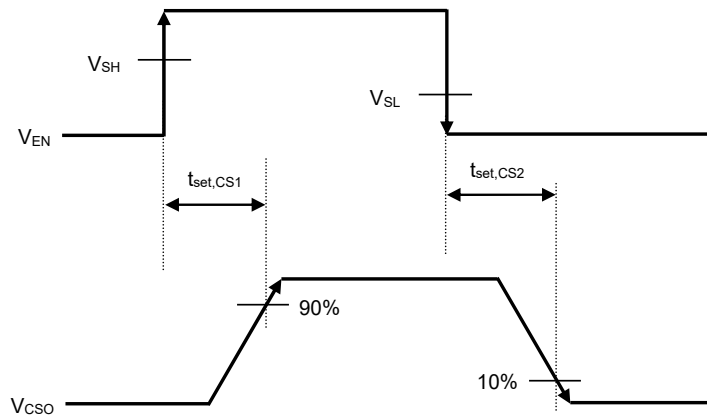 VSH
VSL
VEN
tset,CS1
tset,CS2
90%
10%
VCSO